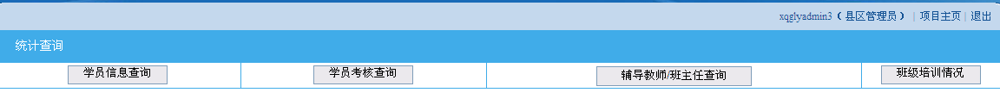 xqglyadmin3（县区管理员） | 项目主页 | 退出
统计查询
学员信息查询 学员考核查询 辅导教师/班主任查询 班级培训情况